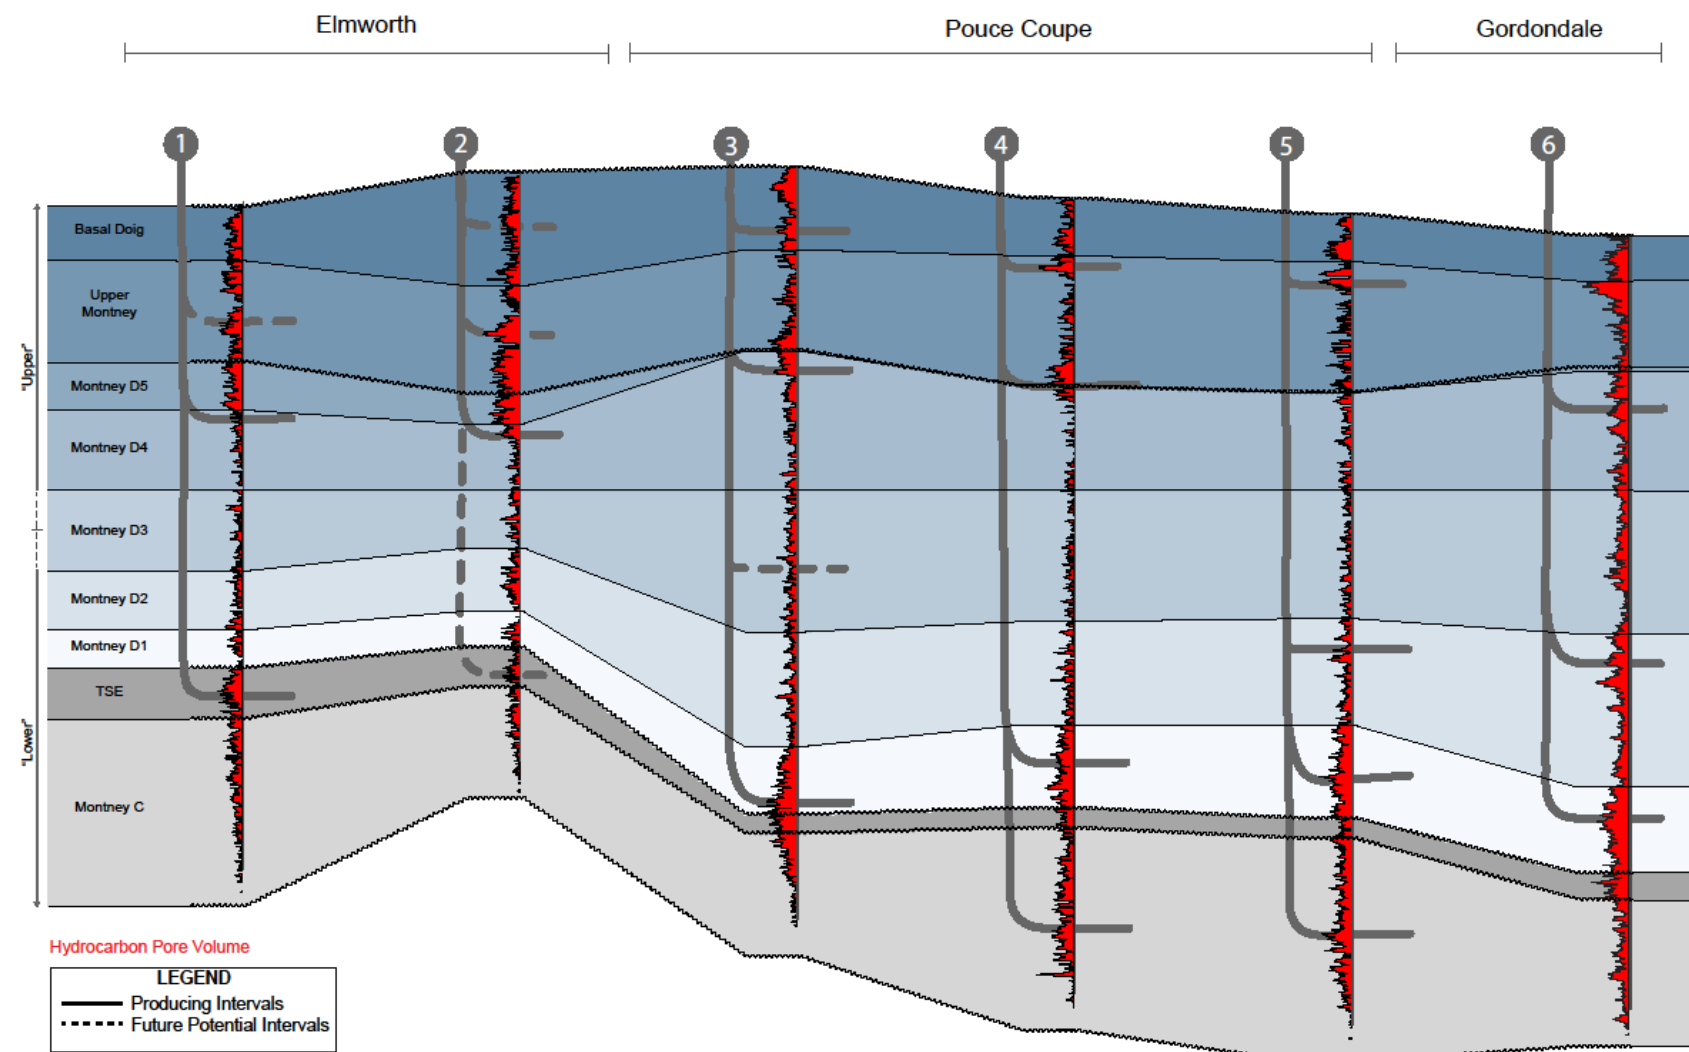 Elmworth
Pouce Coupe
Gordondale
1
2
3
4
5
6
Basal Doig
Upper
Montney
Montney D5
Montney D4
Montney D3
Montney D2
Montney D1
TSE
Montney C
"Upper"
"Lower"
Hydrocarbon Pore Volume
LEGEND
Producing Intervals
Future Potential Intervals